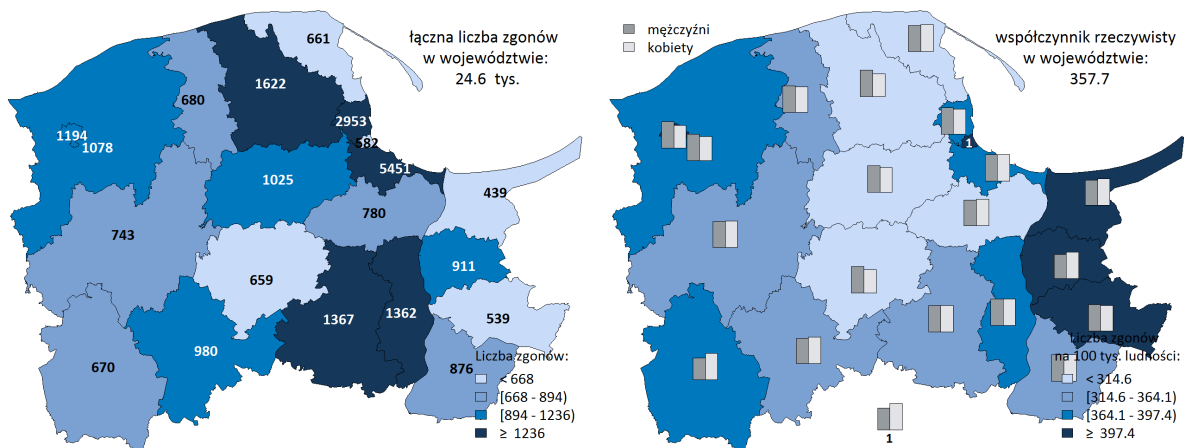 łączna liczba zgonów
w województwie:
24.6 tys.
661
1622
680
2953
582
1194
1078
5451
1025
439
780
743
911
659
1362
1367
539
980
670
876
Liczba zgonów:
< 668
[668 - 894)
[894 - 1236)
≥ 1236
mężczyźni
kobiety
współczynnik rzeczywisty
w województwie:
357.7
1
Liczba zgonów
na 100 tys. ludności:
< 314.6
[314.6 - 364.1)
[364.1 - 397.4)
≥ 397.4
1